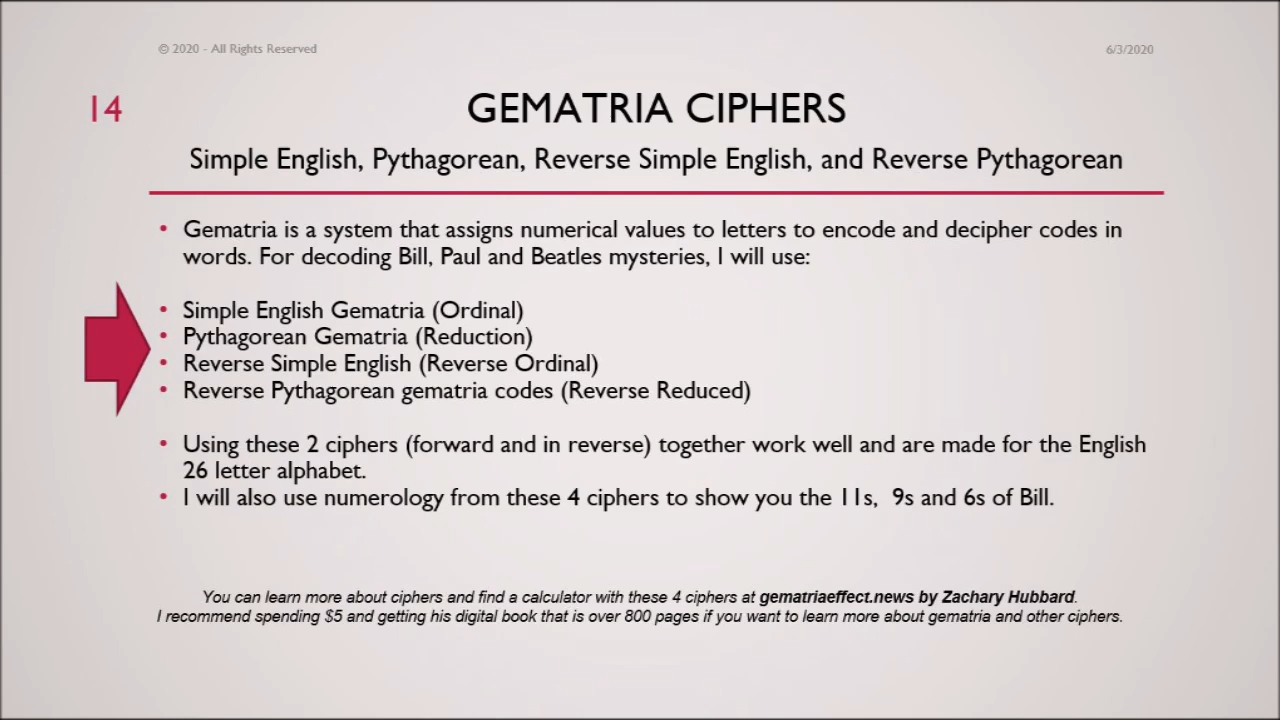 © 2020 - All Rights Reserved
6/3/2020
14
GEMATRIA CIPHERS
Simple English, Pythagorean, Reverse Simple English, and Reverse Pythagorean
• Gematria is a system that assigns numerical values to letters to encode and decipher codes in
words. For decoding Bill, Paul and Beatles mysteries, I will use:
• Simple English Gematria (Ordinal)
• Pythagorean Gematria (Reduction)
• Reverse Simple English (Reverse Ordinal)
• Reverse Pythagorean gematria codes (Reverse Reduced)
• Using these 2 ciphers (forward and in reverse) together work well and are made for the English
26 letter alphabet.
• I will also use numerology from these 4 ciphers to show you the 11s,  9s and 6s of Bill.
You can learn more about ciphers and find a calculator with these 4 ciphers at gematriaeffect.news by Zachary Hubbard.
I recommend spending $5 and getting his digital book that is over 800 pages if you want to learn more about gematria and other ciphers.